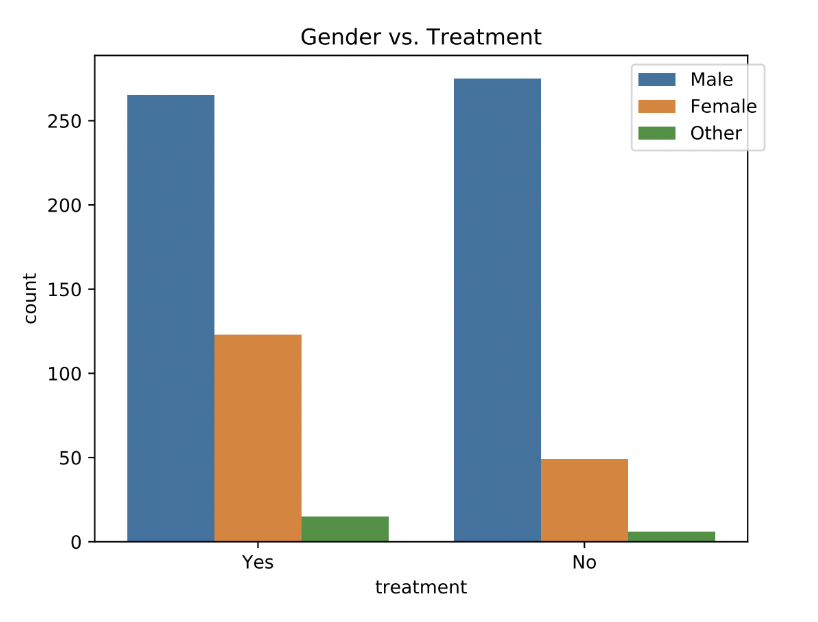 Gender vs. Treatment
Male
Female
Other
250
200
150
100
50
0
count
Yes
No
treatment